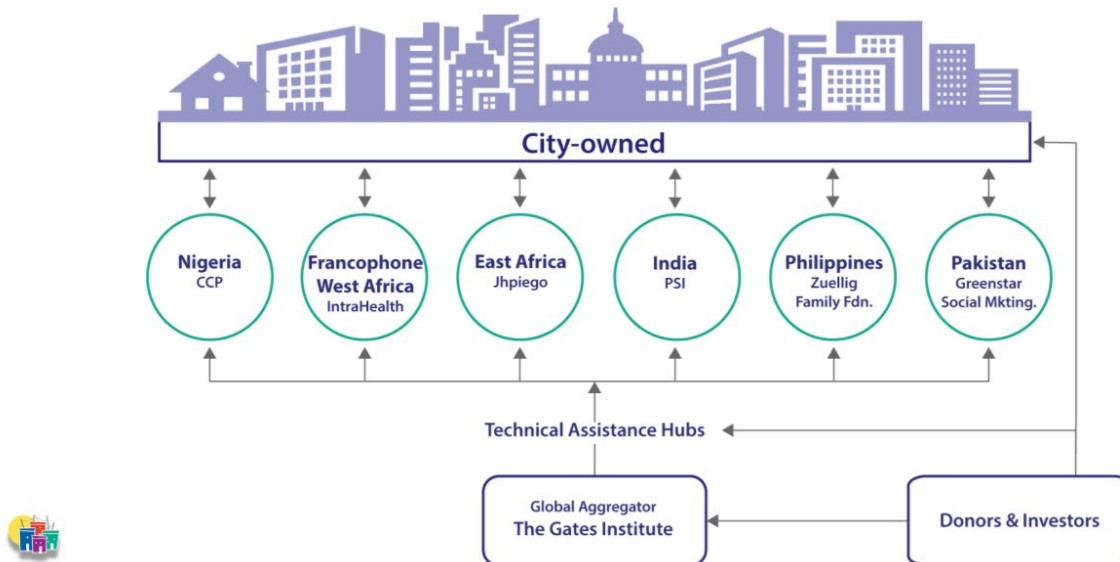 City-owned
Nigeria
CCP
Francophone
West Africa
IntraHealth
East Africa
Jhpiego
India
PSI
Philippines
Zuellig
Family Fdn.
Pakistan
Greenstar
Social Mkting.
Technical Assistance Hubs
Global Aggregator
The Gates Institute
Donors & Investors